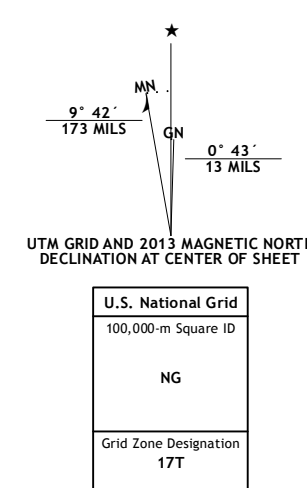 MN
GN
9° 42´
173 MILS
0° 43´
13 MILS
UTM GRID AND 2013 MAGNETIC NORTH
DECLINATION AT CENTER OF SHEET
U.S. National Grid
100,000-m Square ID
NG
Grid Zone Designation
17T